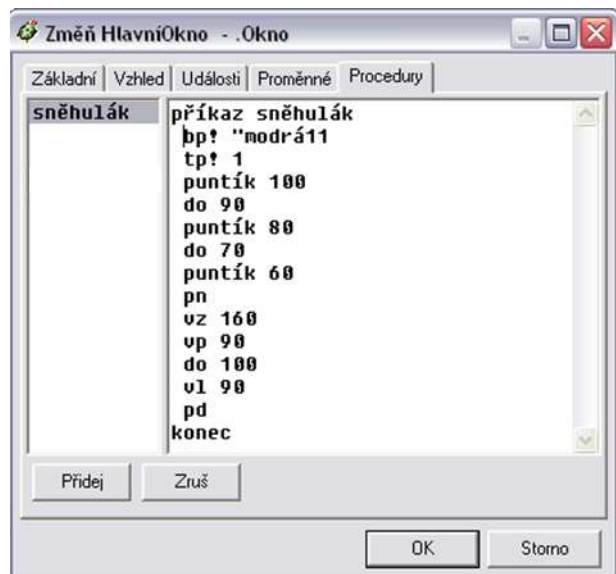 Změň HlavníOkno - .Okno
Základní Vzhled Události Proměnné Procedury
sněhulák
příkaz sněhulák
bp! "modrá11
tp! 1
puntík 100
do 90
puntík 80
do 70
puntík 60
pn
vz 160
vp 90
do 100
vl 90
pd
konec
Přidej Zruš
OK Storno